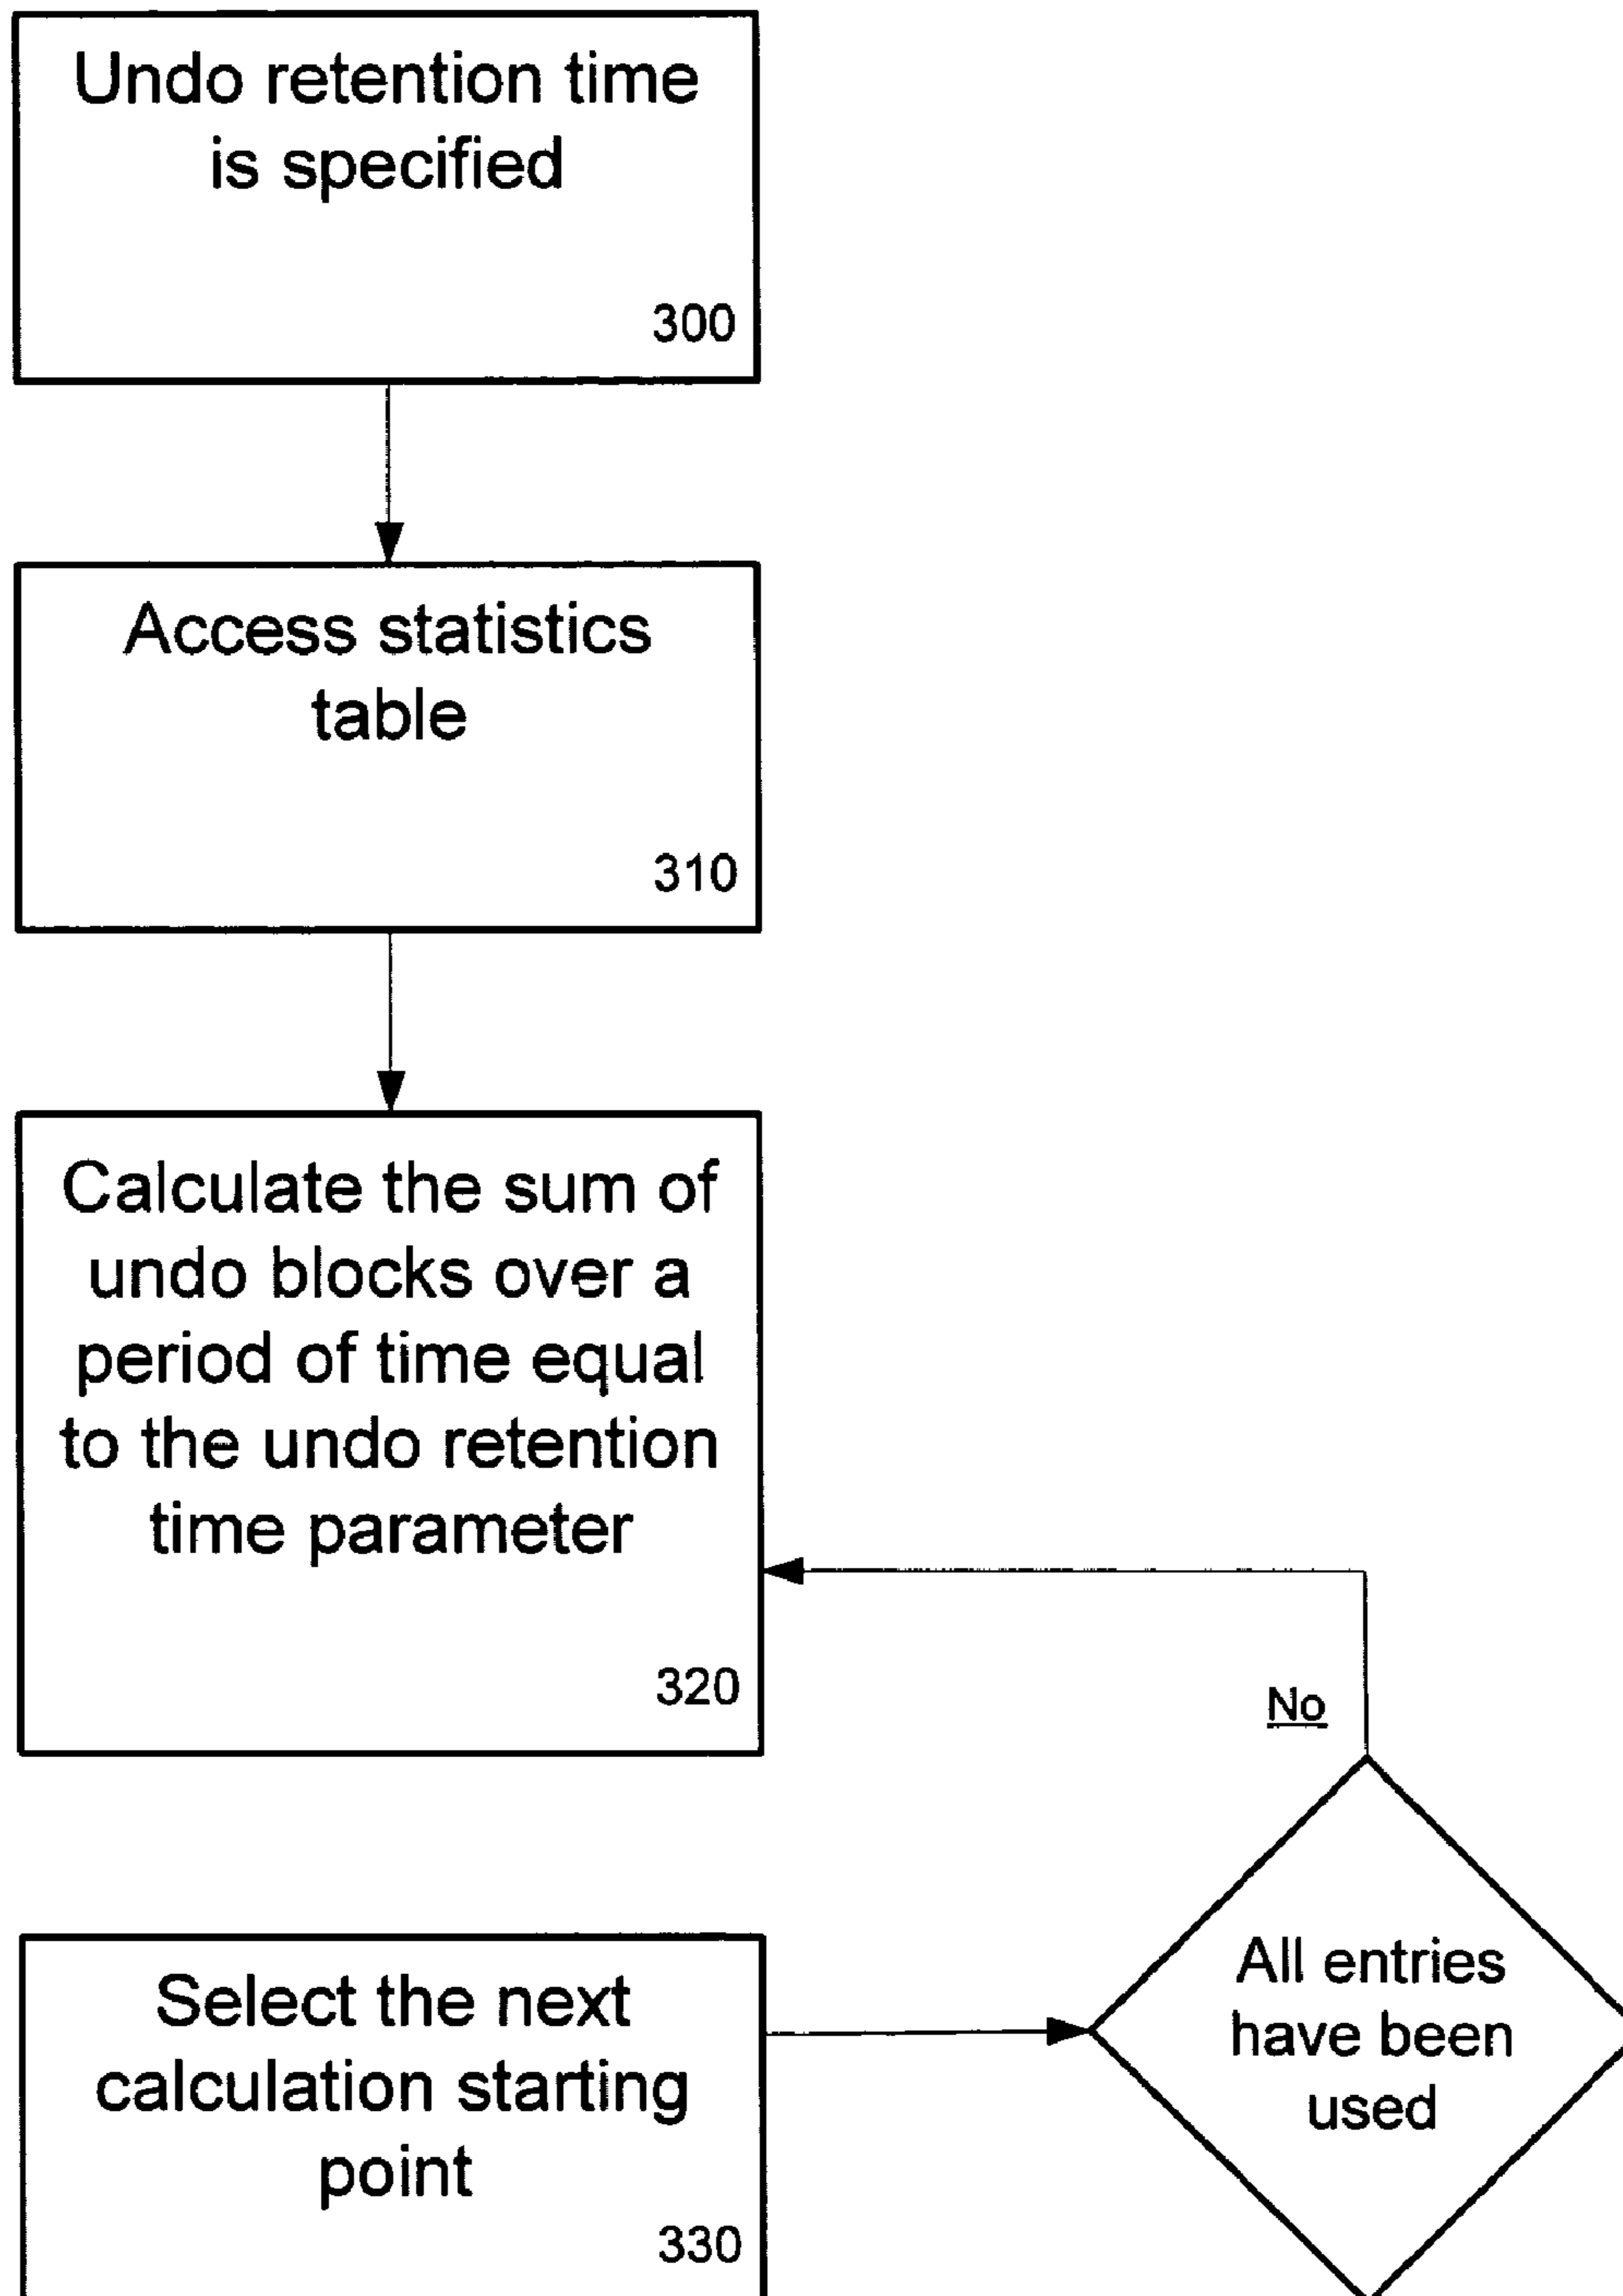 Undo retention time
is specified
300
Access statistics
table
310
Calculate the sum of
undo blocks over a
period of time equal
to the undo retention
time parameter
320
No
Select the next
calculation starting
point
330
All entries
have been
used